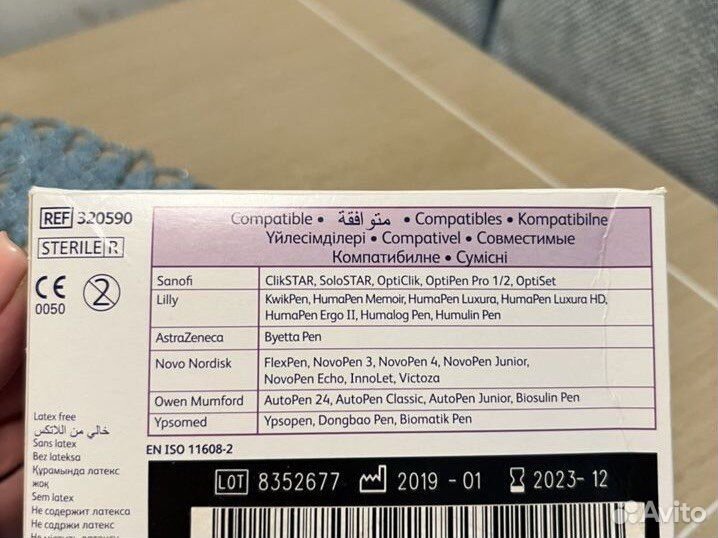 REF 320590
STERILE R
CE
0050
2
Compatible • متوافقة • Compatibles • Kompatibilne
Үйлесімділері • Compativel • Совместимые
Компатибилне • Сумісні
Sanofi ClikSTAR, SoloSTAR, OptiClik, OptiPen Pro 1/2, OptiSet
Lilly KwikPen, HumaPen Memoir, HumaPen Luxura, HumaPen Luxura HD,
HumaPen Ergo II, Humalog Pen, Humulin Pen
AstraZeneca Byetta Pen
Novo Nordisk FlexPen, NovoPen 3, NovoPen 4, NovoPen Junior,
NovoPen Echo, InnoLet, Victoza
Owen Mumford AutoPen 24, AutoPen Classic, AutoPen Junior, Biosulin Pen
Ypsomed Ypsopen, Dongbao Pen, Biomatik Pen
EN ISO 11608-2
Latex free
خالي من اللاتكس
Sans latex
Bez lateksa
Құрамында латекс
жоқ
Sem latex
Не содержит латекса
Не садржи латекс
LOT 8352677 2019 - 01 2023- 12
Avito